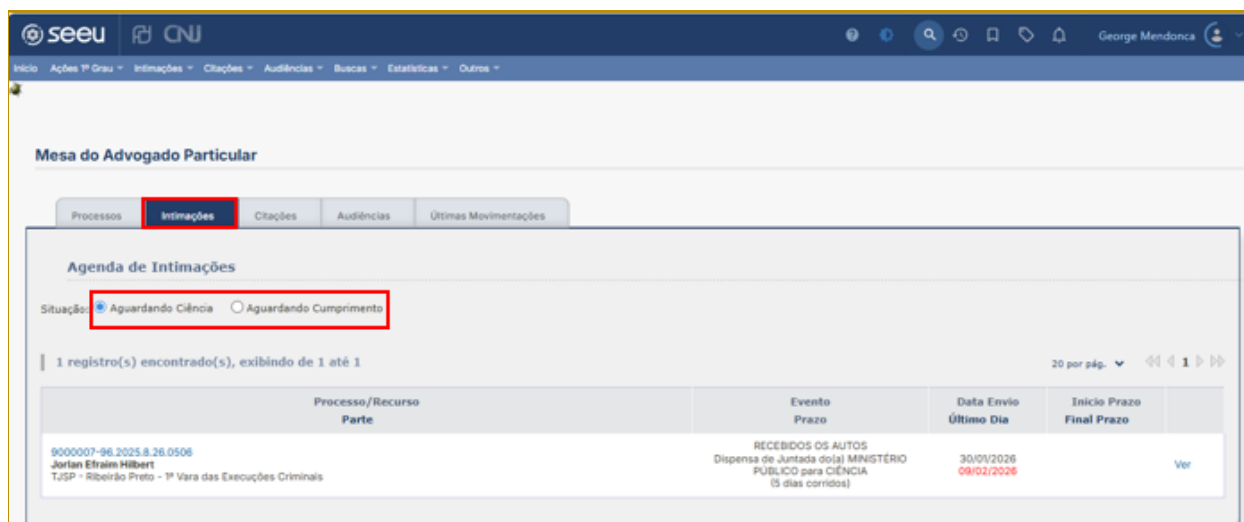 seeu CNJ George Mendonca
Início Ações 1º Grau Intimações Citações Audiências Buscas Estatísticas Outros
Mesa do Advogado Particular
Processos Intimações Citações Audiências Últimas Movimentações
Agenda de Intimações
Situação: Aguardando Ciência Aguardando Cumprimento
1 registro(s) encontrado(s), exibindo de 1 até 1 20 por pág. 1
Processo/Recurso Evento Data Envio Início Prazo
Parte Prazo Último Dia Final Prazo
RECEBIDOS OS AUTOS
9000007-96.2025.8.26.0506 Dispensa de Juntada do(a) MINISTÉRIO 30/01/2026
Jorlan Efraim Hilbert PÚBLICO para CIÊNCIA 09/02/2026 Ver
TJSP - Ribeirão Preto - 1ª Vara das Execuções Criminais (5 dias corridos)